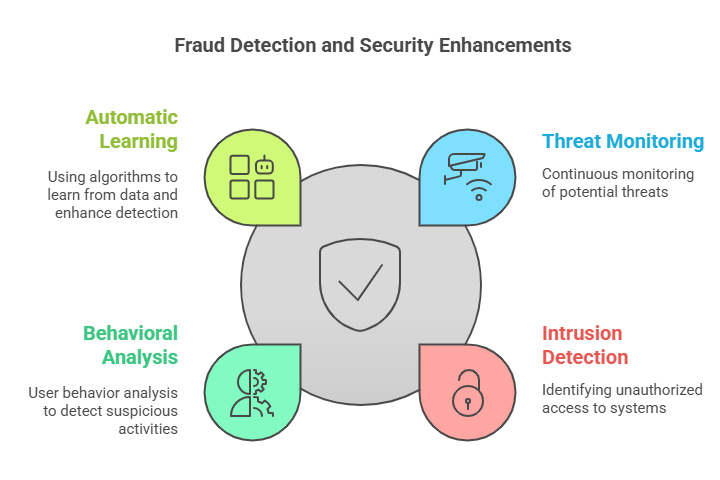 Fraud Detection and Security Enhancements
Automatic
Learning
Using algorithms to
learn from data and
enhance detection
Threat Monitoring
Continuous monitoring
of potential threats
Behavioral
Analysis
User behavior analysis
to detect suspicious
activities
Intrusion
Detection
Identifying unauthorized
access to systems